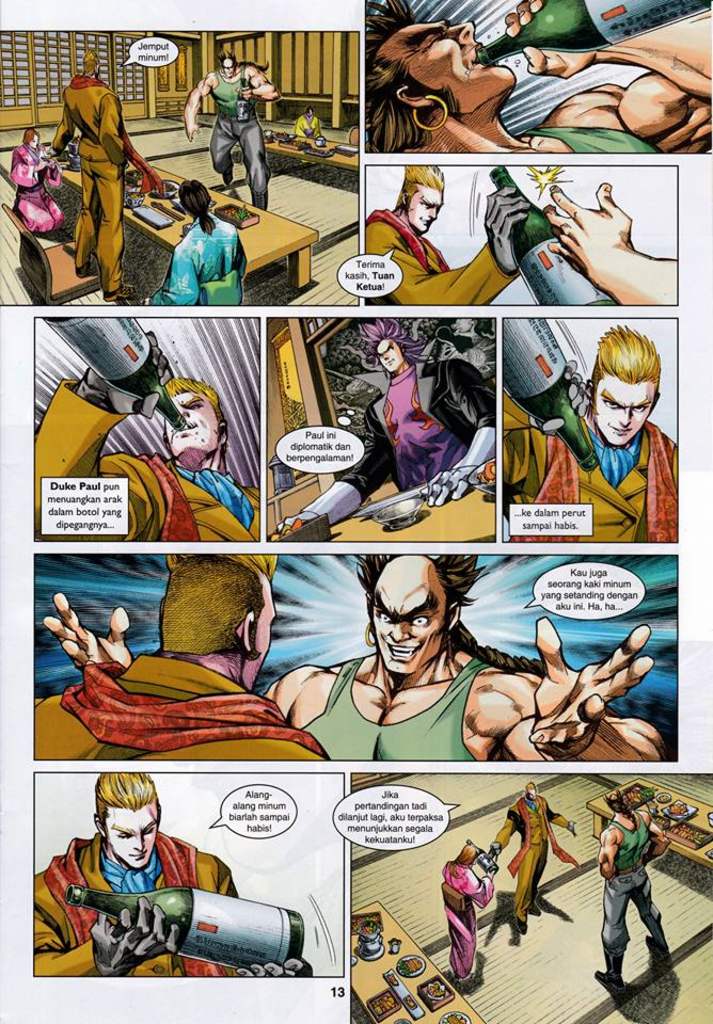 Jemput
minum!
Terima
kasih, Tuan
Ketua!
Duke Paul pun
menuangkan arak
dalam botol yang
dipegangnya...
Paul ini
diplomatik dan
berpengalaman!
...ke dalam perut
sampai habis.
Kau juga
seorang kaki minum
yang setanding dengan
aku ini. Ha, ha...
Alang-
alang minum
biarlah sampai
habis!
Jika
pertandingan tadi
dilanjut lagi, aku terpaksa
menunjukkan segala
kekuatanku!
13